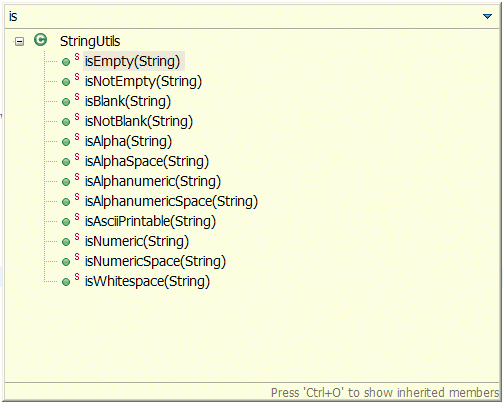 is
StringUtils
isEmpty(String)
isNotEmpty(String)
isBlank(String)
isNotBlank(String)
isAlpha(String)
isAlphaSpace(String)
isAlphanumeric(String)
isAlphanumericSpace(String)
isAsciiPrintable(String)
isNumeric(String)
isNumericSpace(String)
isWhitespace(String)
Press 'Ctrl+O' to show inherited members